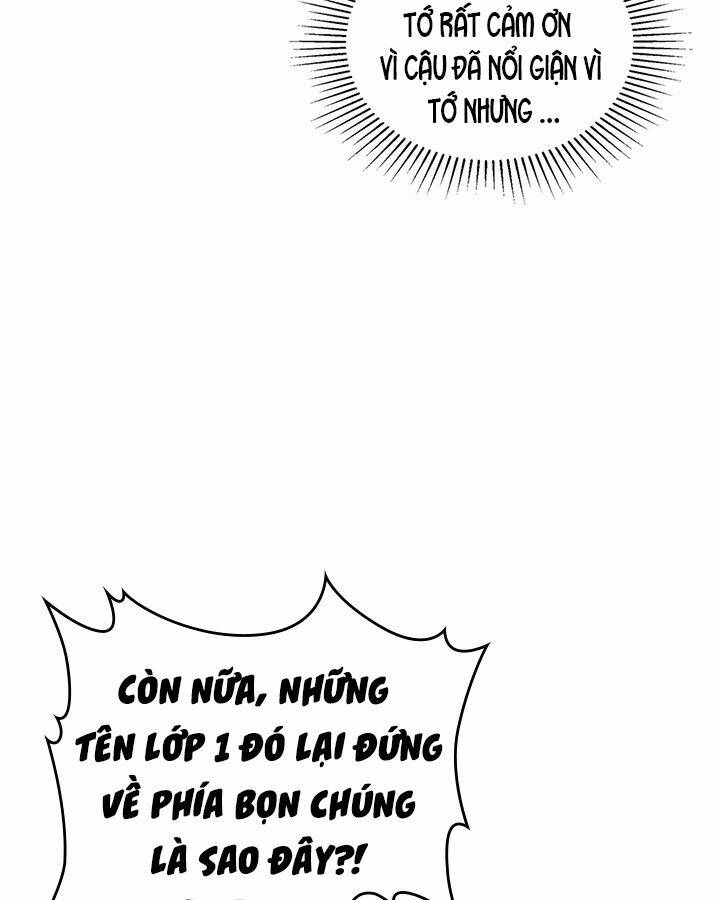 TỚ RẤT CẢM ƠN
VÌ CẬU ĐÃ NỔI GIẬN VÌ
TỚ NHƯNG ...
CÒN NỮA, NHỮNG
TÊN LỚP 1 ĐÓ LẠI ĐỨNG
VỀ PHÍA BỌN CHÚNG
LÀ SAO ĐÂY?!